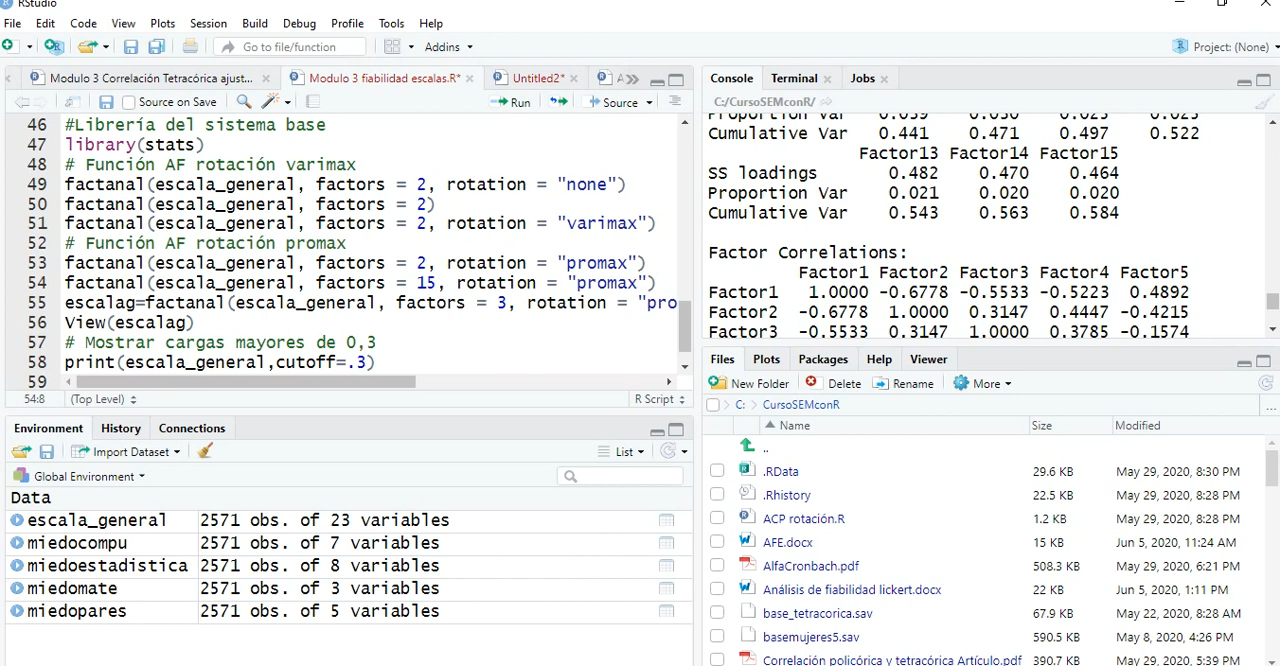 RStudio
File Edit Code View Plots Session Build Debug Profile Tools Help
Go to file/function Addins Project: (None)
Modulo 3 Correlación Tetracórica ajust... Modulo 3 fiabilidad escalas.R* Untitled2*
Source on Save Run Source
46 #Librería del sistema base
47 library(stats)
48 # Función AF rotación varimax
49 factanal(escala_general, factors = 2, rotation = "none")
50 factanal(escala_general, factors = 2)
51 factanal(escala_general, factors = 2, rotation = "varimax")
52 # Función AF rotación promax
53 factanal(escala_general, factors = 2, rotation = "promax")
54 factanal(escala_general, factors = 15, rotation = "promax")
55 escalag=factanal(escala_general, factors = 3, rotation = "pro
56 View(escalag)
57 # Mostrar cargas mayores de 0,3
58 print(escala_general,cutoff=.3)
59
54:8 (Top Level) R Script
Environment History Connections
Import Dataset List
Global Environment
Data
escala_general 2571 obs. of 23 variables
miedocompu 2571 obs. of 7 variables
miedoestadistica 2571 obs. of 8 variables
miedomate 2571 obs. of 3 variables
miedopares 2571 obs. of 5 variables
Console Terminal Jobs
C:/CursoSEMconR/
Proportion Var 0.039 0.030 0.025 0.025
Cumulative Var 0.441 0.471 0.497 0.522
Factor13 Factor14 Factor15
SS loadings 0.482 0.470 0.464
Proportion Var 0.021 0.020 0.020
Cumulative Var 0.543 0.563 0.584
Factor Correlations:
Factor1 Factor2 Factor3 Factor4 Factor5
Factor1 1.0000 -0.6778 -0.5533 -0.5223 0.4892
Factor2 -0.6778 1.0000 0.3147 0.4447 -0.4215
Factor3 -0.5533 0.3147 1.0000 0.3785 -0.1574
Files Plots Packages Help Viewer
New Folder Delete Rename More
C: CursoSEMconR ...
Name Size Modified
..
.RData 29.6 KB May 29, 2020, 8:30 PM
.Rhistory 22.5 KB May 29, 2020, 8:28 PM
ACP rotación.R 1.2 KB May 29, 2020, 8:28 PM
AFE.docx 15 KB Jun 5, 2020, 11:24 AM
AlfaCronbach.pdf 508.3 KB May 29, 2020, 6:21 PM
Análisis de fiabilidad lickert.docx 22 KB Jun 5, 2020, 1:11 PM
base_tetracorica.sav 67.9 KB May 22, 2020, 8:28 AM
basemujeres5.sav 590.5 KB May 8, 2020, 4:26 PM
Correlación policórica y tetracórica Artículo.pdf 390.7 KB May 29, 2020, 5:39 PM